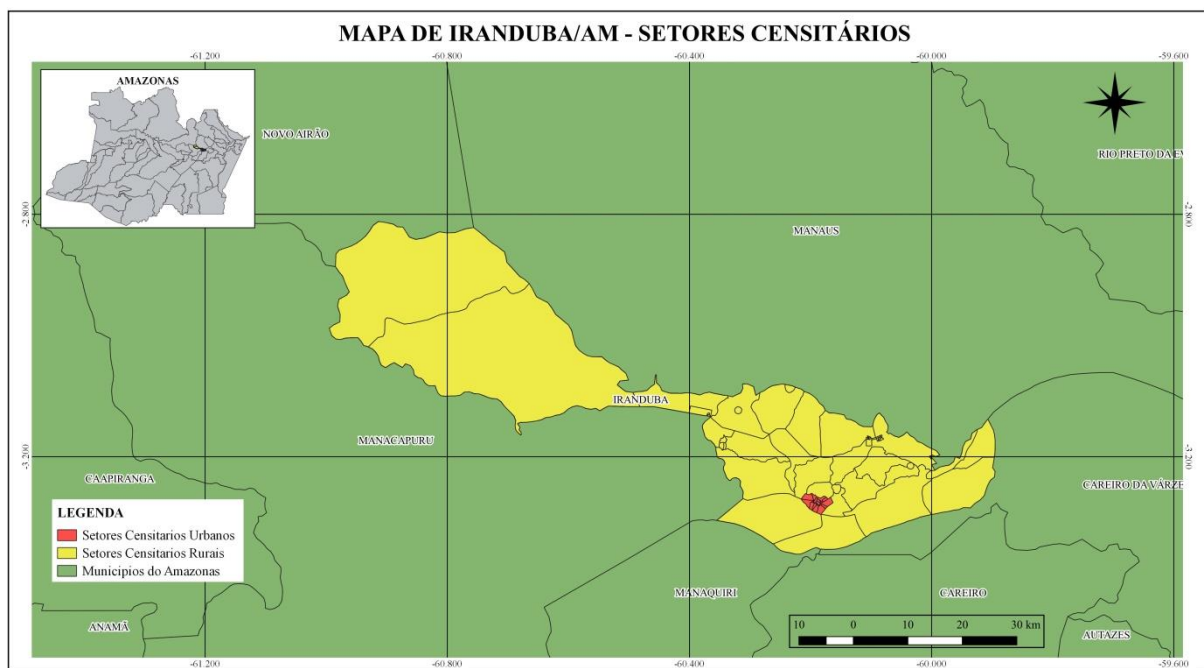 MAPA DE IRANDUBA/AM - SETORES CENSITÁRIOS
-61.200
-60.800
-60.400
-60.000
-59.600
AMAZONAS
NOVO AIRÃO
RIO PRETO DA EV
-2.800
-2.800
MANAUS
IRANDUBA
MANACAPURU
-3.200
-3.200
CAAPIRANGA
CAREIRO DA VÁRZE
LEGENDA
Setores Censitarios Urbanos
Setores Censitarios Rurais
Municipios do Amazonas
MANAQUIRI
CAREIRO
ANAMÃ
AUTAZES
10 0 10 20 30 km
-61.200
-60.800
-60.400
-60.000
-59.600